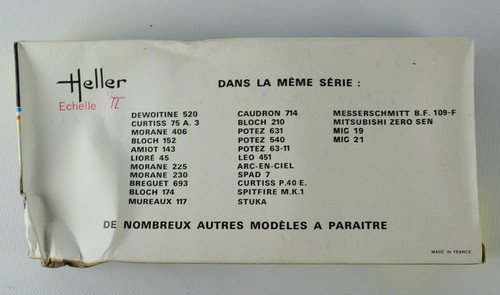 Heller
Echelle 72
DANS LA MÊME SÉRIE :
DEWOITINE 520
CURTISS 75 A. 3
MORANE 406
BLOCH 152
AMIOT 143
LIORÉ 45
MORANE 225
MORANE 230
BREGUET 693
BLOCH 174
MUREAUX 117
CAUDRON 714
BLOCH 210
POTEZ 631
POTEZ 540
POTEZ 63-11
LEO 451
ARC-EN-CIEL
SPAD 7
CURTISS P.40 E.
SPITFIRE M.K.1
STUKA
MESSERSCHMITT B.F. 109-F
MITSUBISHI ZERO SEN
MIG 19
MIG 21
DE NOMBREUX AUTRES MODÈLES A PARAITRE
MADE IN FRANCE